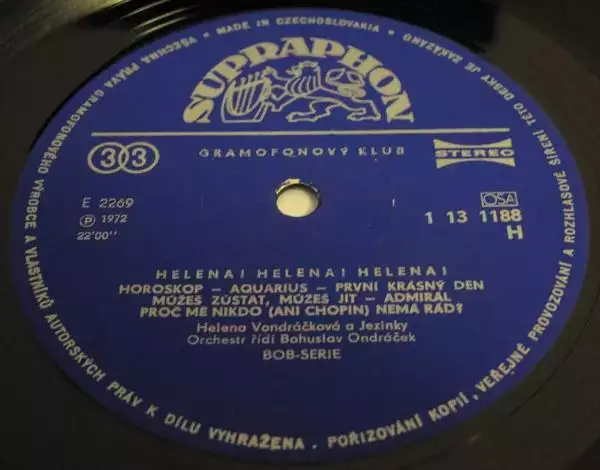 VŠECHNA PRÁVA GRAMOFONOVÉHO VÝROBCE A VLASTNÍKŮ AUTORSKÝCH PRÁV K DÍLU VYHRAŽENA. POŘIZOVÁNÍ KOPIÍ, VEŘEJNÉ PROVOZOVÁNÍ A ROZHLASOVÉ ŠÍŘENÍ TÉTO DESKY JE ZAKÁZÁNO
• MADE IN CZECHOSLOVAKIA •
SUPRAPHON
33 GRAMOFONOVÝ KLUB STEREO
E 2269
OSA
℗ 1972
1 13 1188
22'00"
H
HELENA! HELENA! HELENA!
HOROSKOP – AQUARIUS – PRVNÍ KRÁSNÝ DEN
MŮŽEŠ ZŮSTAT, MŮŽEŠ JÍT – ADMIRÁL
PROČ MĚ NIKDO (ANI CHOPIN) NEMÁ RÁD?
Helena Vondráčková a Jezinky
Orchestr řídí Bohuslav Ondráček
BOB-SERIE